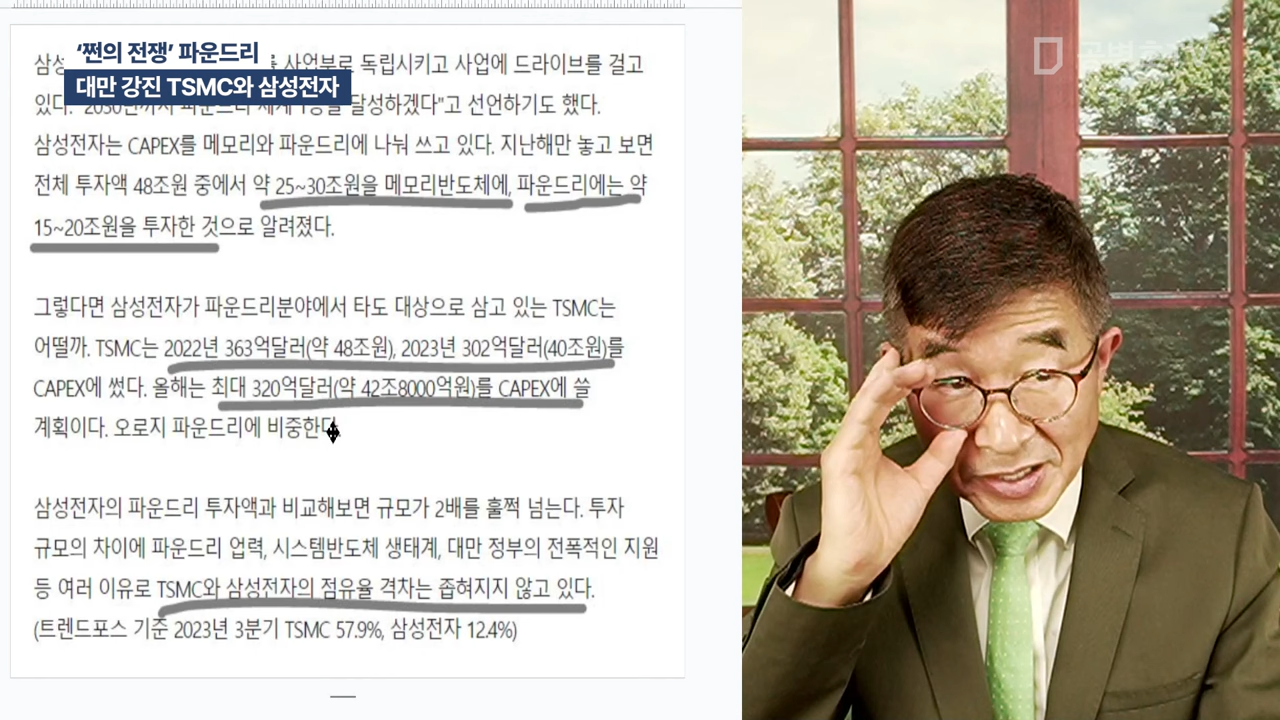 '쩐의 전쟁' 파운드리
대만 강진 TSMC와 삼성전자
삼성 사업부로 독립시키고 사업에 드라이브를 걸고
있다. "2030년까지 파운드리 세계 1등을 달성하겠다"고 선언하기도 했다.
삼성전자는 CAPEX를 메모리와 파운드리에 나눠 쓰고 있다. 지난해만 놓고 보면
전체 투자액 48조원 중에서 약 25~30조원을 메모리반도체에, 파운드리에는 약
15~20조원을 투자한 것으로 알려졌다.
그렇다면 삼성전자가 파운드리분야에서 타도 대상으로 삼고 있는 TSMC는
어떨까. TSMC는 2022년 363억달러(약 48조원), 2023년 302억달러(40조원)를
CAPEX에 썼다. 올해는 최대 320억달러(약 42조8000억원)를 CAPEX에 쓸
계획이다. 오로지 파운드리에 비중한다
삼성전자의 파운드리 투자액과 비교해보면 규모가 2배를 훌쩍 넘는다. 투자
규모의 차이에 파운드리 업력, 시스템반도체 생태계, 대만 정부의 전폭적인 지원
등 여러 이유로 TSMC와 삼성전자의 점유율 격차는 좁혀지지 않고 있다.
(트렌드포스 기준 2023년 3분기 TSMC 57.9%, 삼성전자 12.4%)